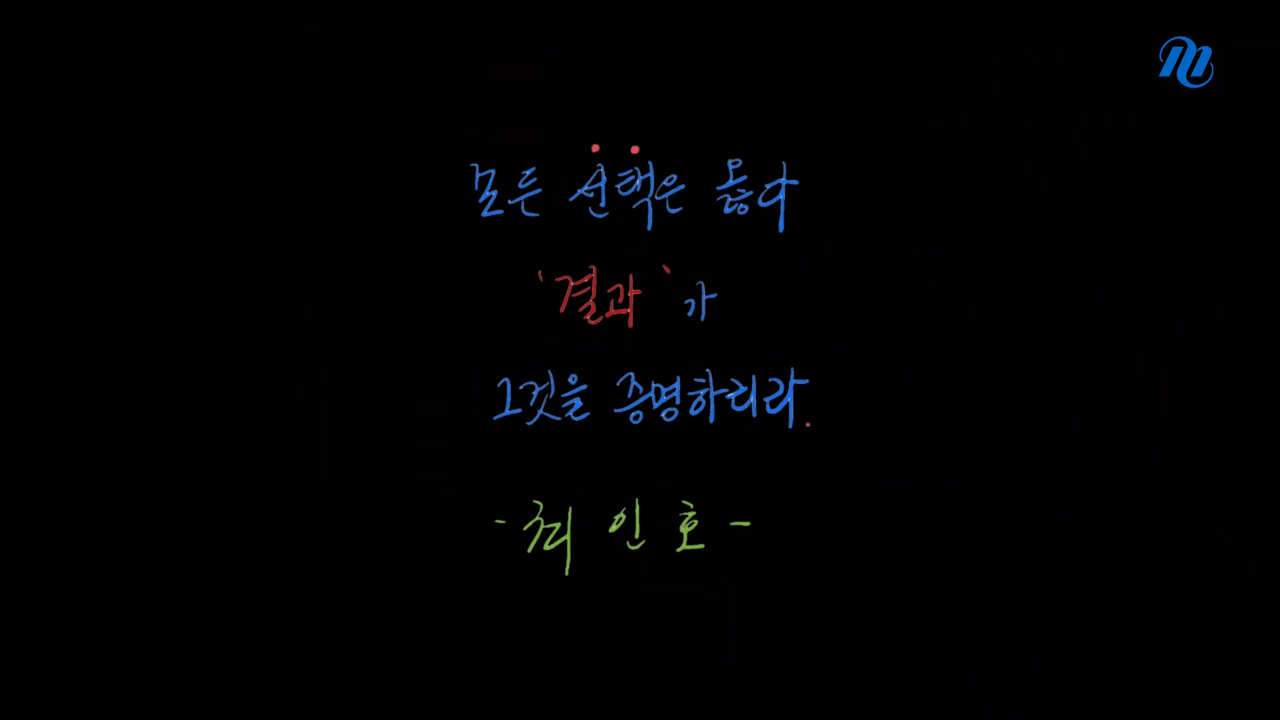 모든 선택은 옳다
'결과'가
그것을 증명하리라.
- 최 인 호 -